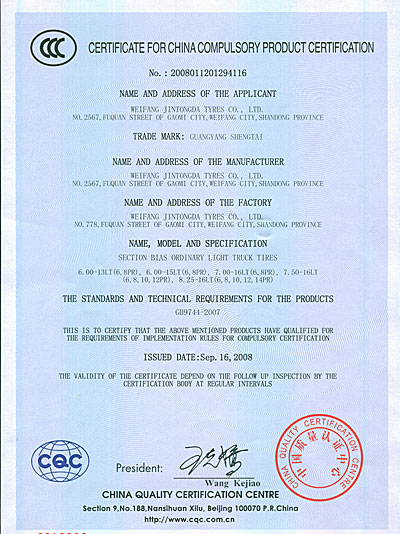 CCC
CERTIFICATE FOR CHINA COMPULSORY PRODUCT CERTIFICATION
No. : 2008011201294116
NAME AND ADDRESS OF THE APPLICANT
WEIFANG JINTONGDA TYRES CO., LTD.
NO.2567,FUQUAN STREET OF GAOMI CITY,WEIFANG CITY,SHANDONG PROVINCE
TRADE MARK: GUANGYANG SHENGTAI
NAME AND ADDRESS OF THE MANUFACTURER
WEIFANG JINTONGDA TYRES CO., LTD.
NO.2567,FUQUAN STREET OF GAOMI CITY,WEIFANG CITY,SHANDONG PROVINCE
NAME AND ADDRESS OF THE FACTORY
WEIFANG JINTONGDA TYRES CO., LTD.
NO.778,FUQUAN STREET OF GAOMI CITY,WEIFANG CITY,SHANDONG PROVINCE
NAME, MODEL AND SPECIFICATION
SECTION BIAS ORDINARY LIGHT TRUCK TIRES
6.00-13LT(6,8PR), 6.00-15LT(6,8PR), 7.00-16LT(6,8PR), 7.50-16LT
(6,8,10,12PR), 8.25-16LT(6,8,10,12,14PR)
THE STANDARDS AND TECHNICAL REQUIREMENTS FOR THE PRODUCTS
GB9744-2007
THIS IS TO CERTIFY THAT THE ABOVE MENTIONED PRODUCTS HAVE QUALIFIED FOR
THE REQUIREMENTS OF IMPLEMENTATION RULES FOR COMPULSORY CERTIFICATION
ISSUED DATE:Sep.16,2008
THE VALIDITY OF THE CERTIFICATE DEPEND ON THE FOLLOW UP INSPECTION BY THE
CERTIFICATION BODY AT REGULAR INTERVALS
CQC
President:
Wang Kejiao
CHINA QUALITY CERTIFICATION CENTRE
中国质量认证中心
CHINA QUALITY CERTIFICATION CENTRE
Section 9,No.188,Nansihuan Xilu,Beijing 100070 P.R.China
http://www.cqc.com.cn